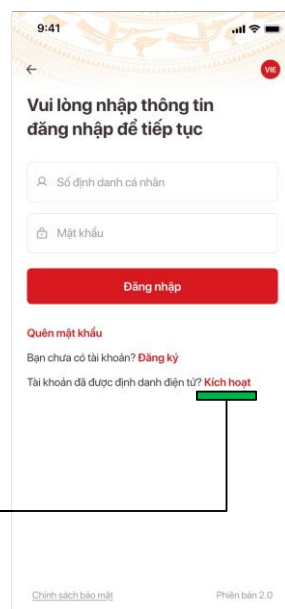 9:41
VIE
Vui lòng nhập thông tin
đăng nhập để tiếp tục
Số định danh cá nhân
Mật khẩu
Đăng nhập
Quên mật khẩu
Bạn chưa có tài khoản? Đăng ký
Tài khoản đã được định danh điện tử? Kích hoạt
Chính sách bảo mật
Phiên bản 2.0